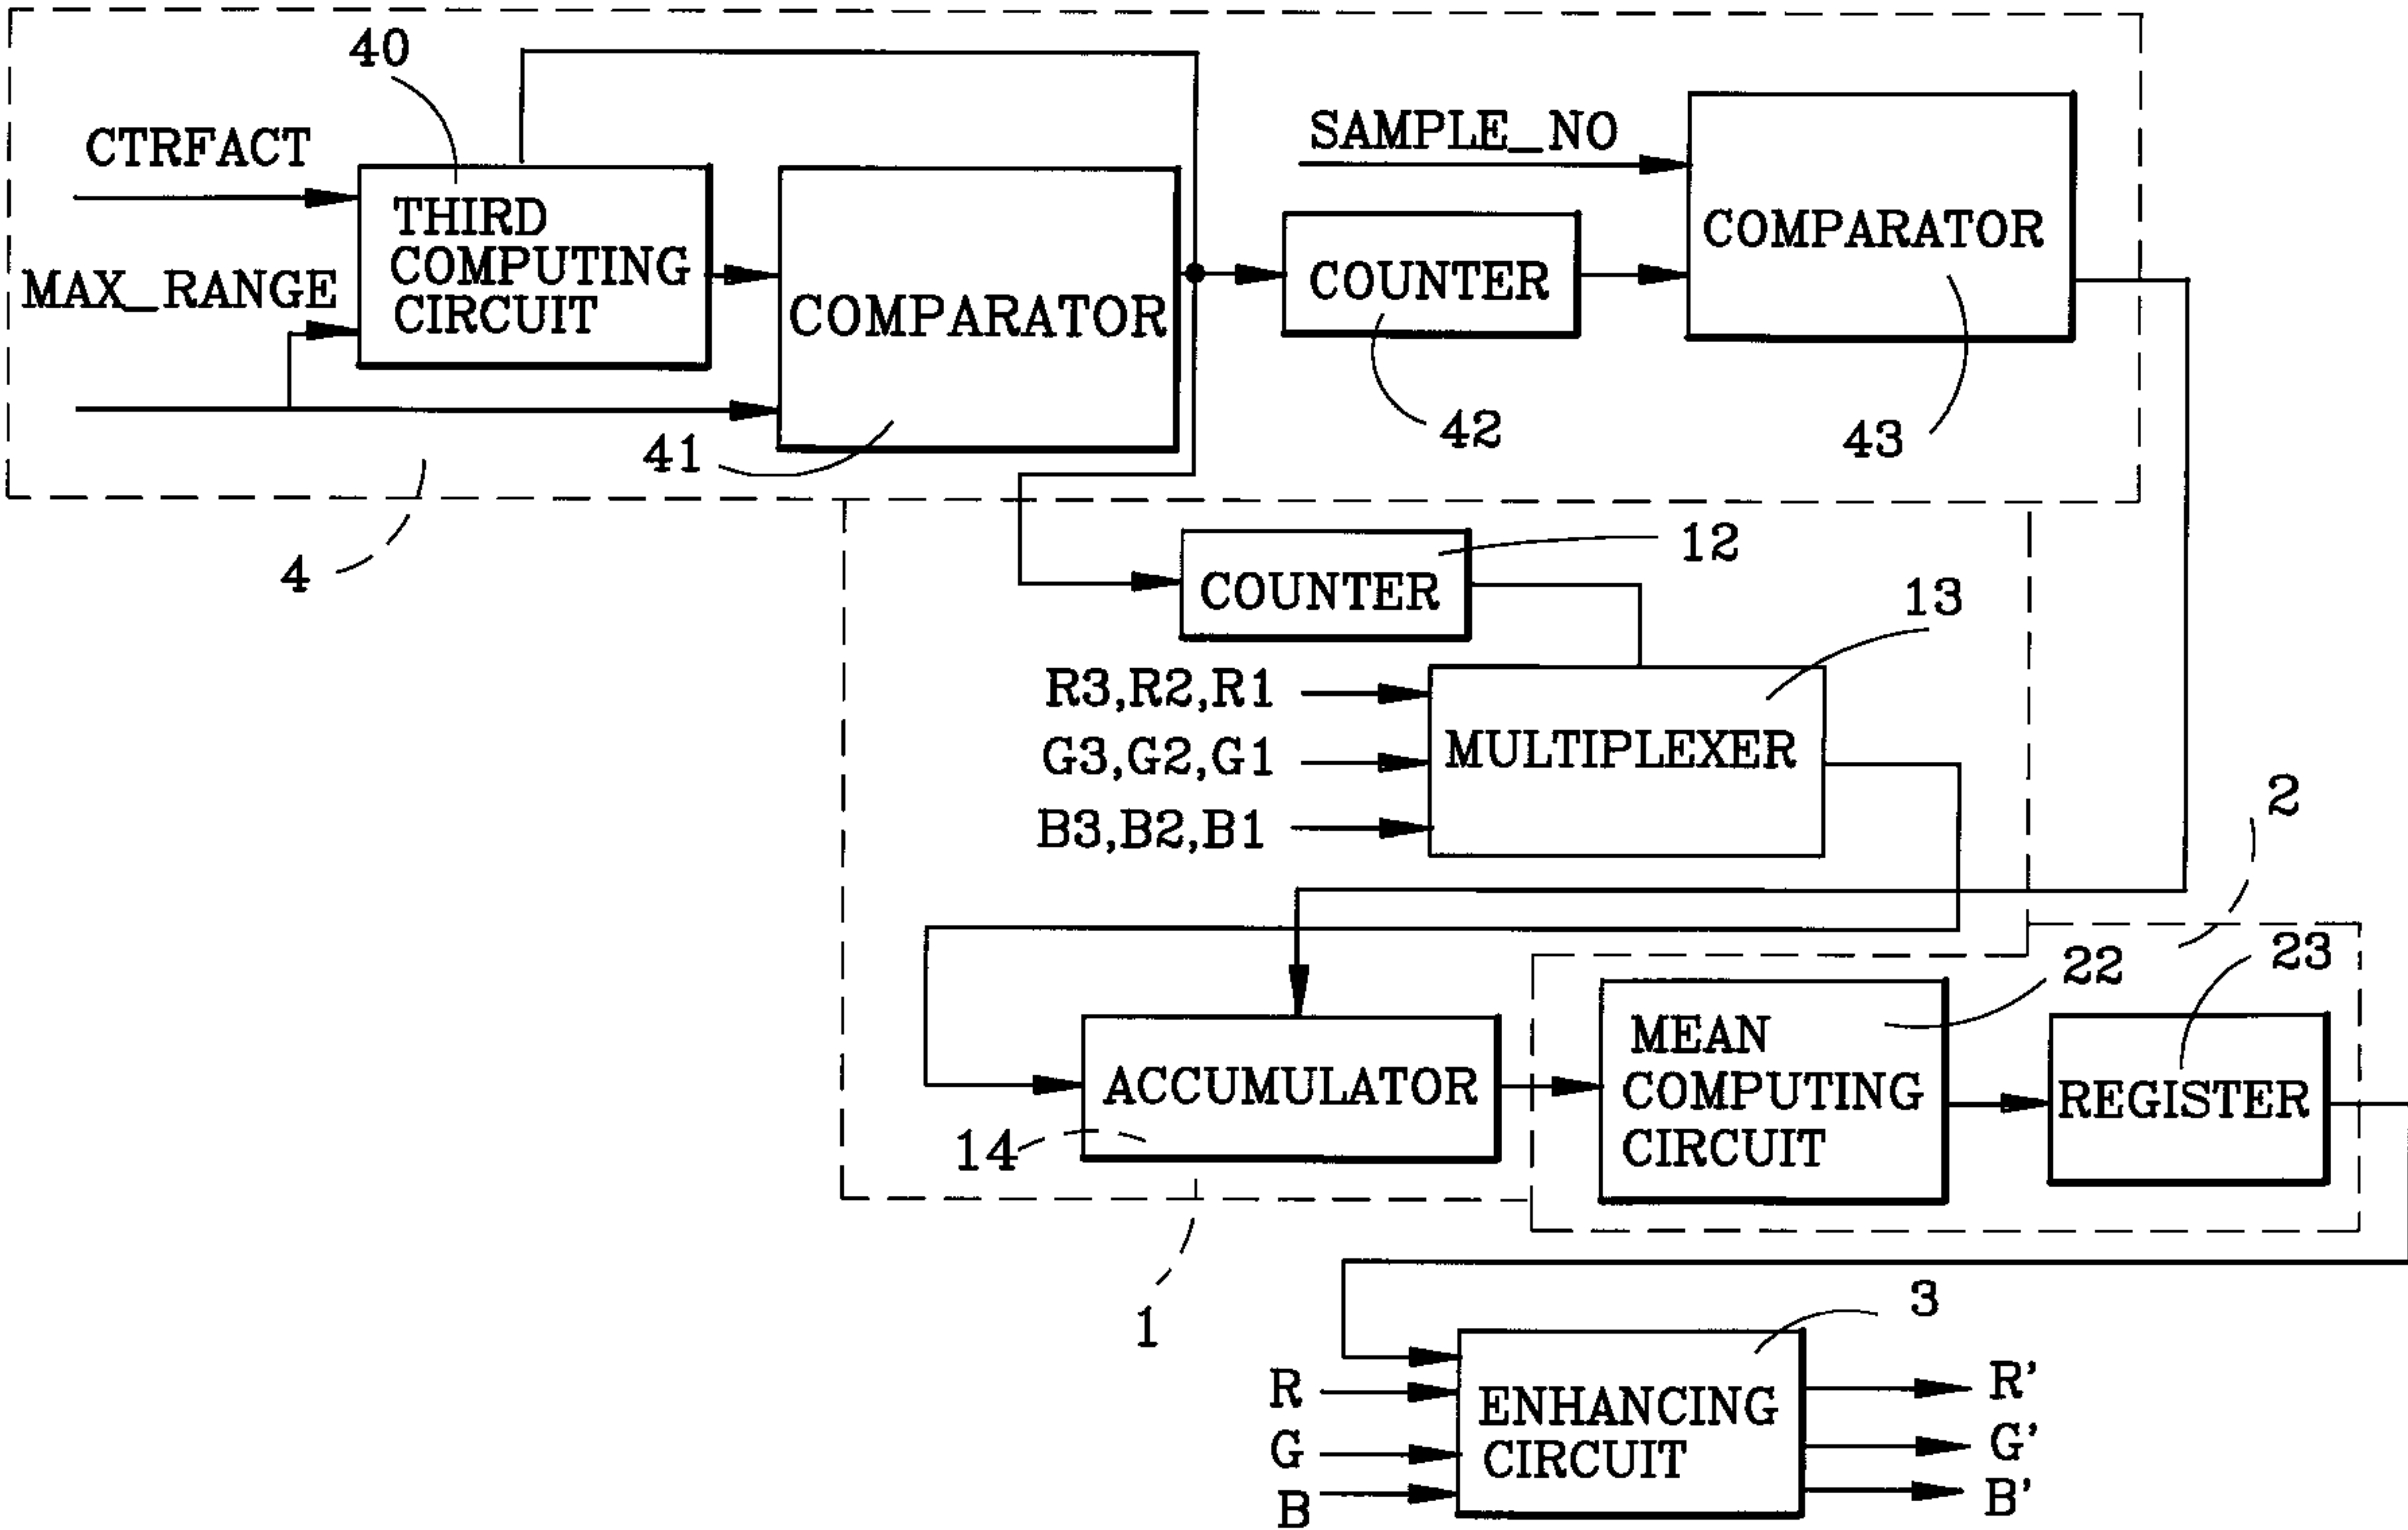 40
CTRFACT
SAMPLE_NO
THIRD
COMPUTING
CIRCUIT
COMPARATOR
MAX_RANGE
COUNTER
COMPARATOR
41
42
43
4
12
COUNTER
13
R3,R2,R1
G3,G2,G1
MULTIPLEXER
B3,B2,B1
2
22
23
MEAN
COMPUTING
CIRCUIT
ACCUMULATOR
REGISTER
14
1
3
R
G
B
ENHANCING
CIRCUIT
R'
G'
B'